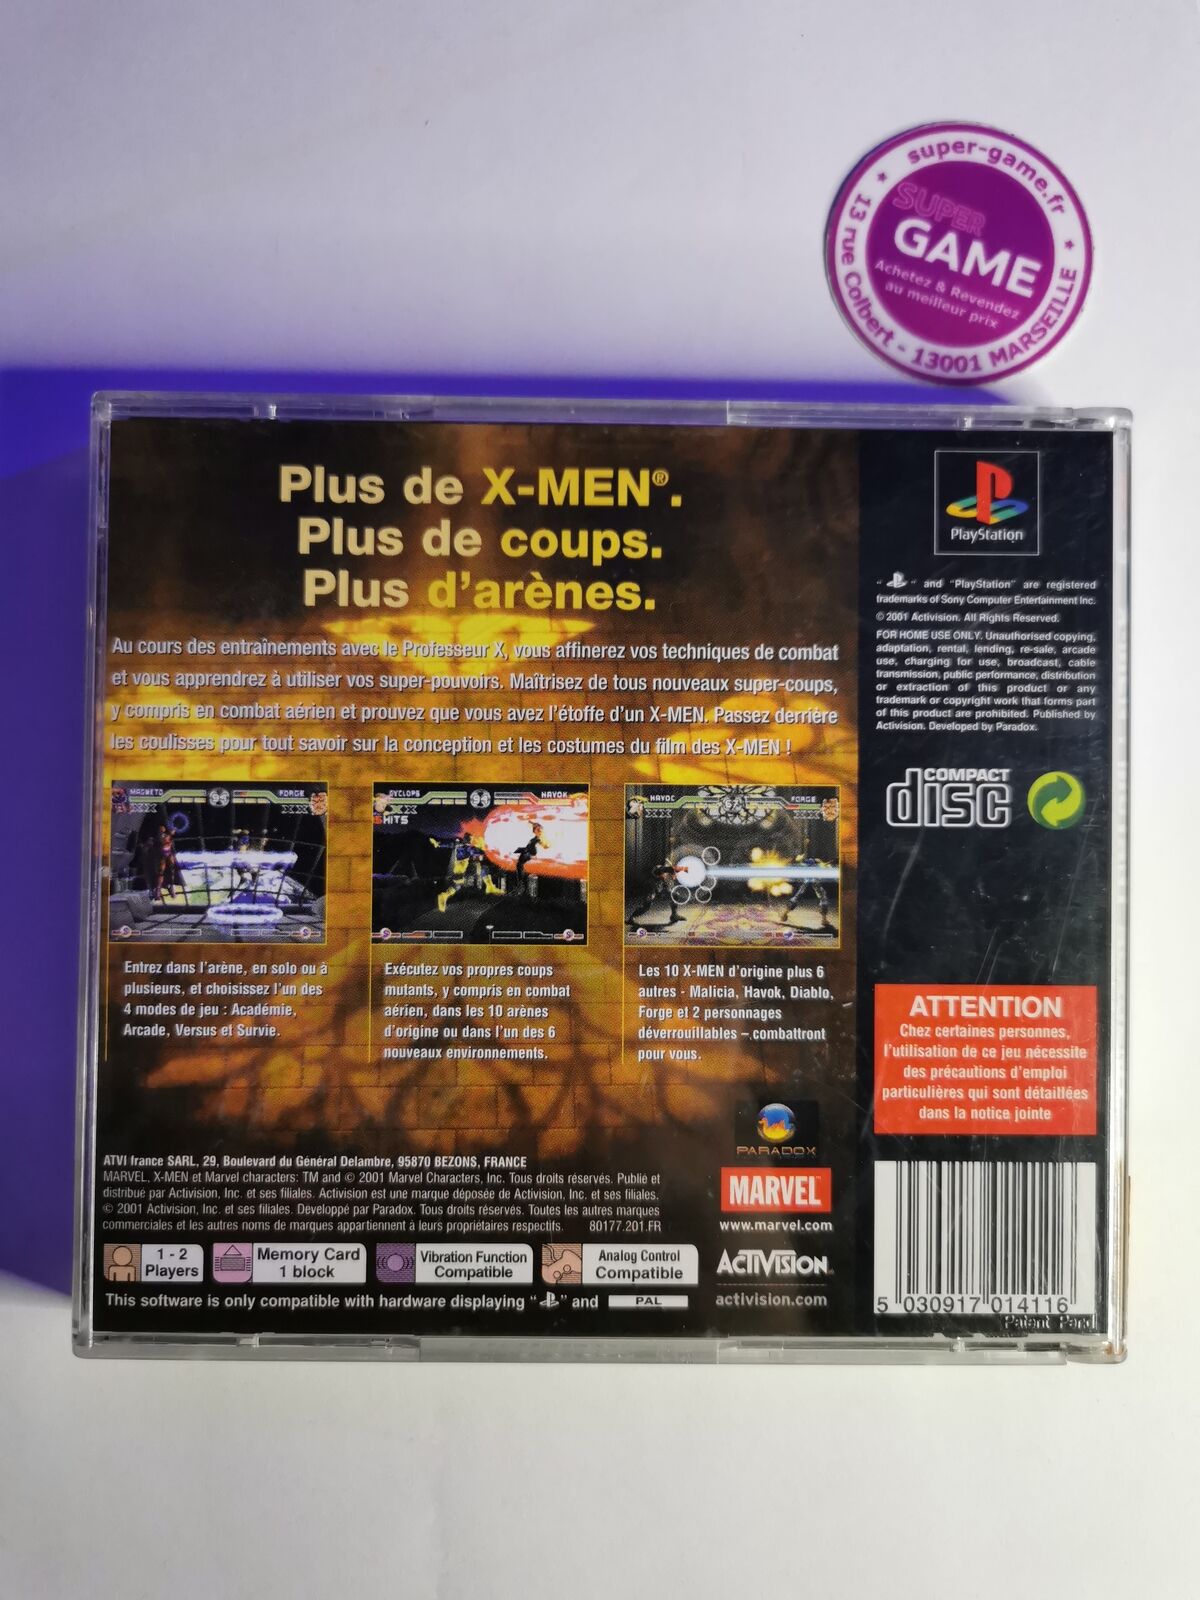 super-game.fr
SUPER
GAME
Achetez & Revendez
au meilleur prix
13 rue Colbert - 13001 MARSEILLE
Plus de X-MEN®.
Plus de coups.
Plus d'arènes.
Au cours des entraînements avec le Professeur X, vous affinerez vos techniques de combat
et vous apprendrez à utiliser vos super-pouvoirs. Maîtrisez de tous nouveaux super-coups,
y compris en combat aérien et prouvez que vous avez l'étoffe d'un X-MEN. Passez derrière
les coulisses pour tout savoir sur la conception et les costumes du film des X-MEN !
MAGNETO 94 FORGE
CYCLOPS 93 HAVOK
HITS
HAVOC 67 FORGE
Entrez dans l'arène, en solo ou à
plusieurs, et choisissez l'un des
4 modes de jeu : Académie,
Arcade, Versus et Survie.
Exécutez vos propres coups
mutants, y compris en combat
aérien, dans les 10 arènes
d'origine ou dans l'un des 6
nouveaux environnements.
Les 10 X-MEN d'origine plus 6
autres - Malicia, Havok, Diablo,
Forge et 2 personnages
déverrouillables – combattront
pour vous.
PARADOX
MARVEL
www.marvel.com
ACTIVISION.
activision.com
ATVI france SARL, 29, Boulevard du Général Delambre, 95870 BEZONS, FRANCE
MARVEL, X-MEN et Marvel characters: TM and © 2001 Marvel Characters, Inc. Tous droits réservés. Publié et
distribué par Activision, Inc. et ses filiales. Activision est une marque déposée de Activision, Inc. et ses filiales.
© 2001 Activision, Inc. et ses filiales. Développé par Paradox. Tous droits réservés. Toutes les autres marques
commerciales et les autres noms de marques appartiennent à leurs propriétaires respectifs. 80177.201.FR
1 - 2
Players
Memory Card
1 block
Vibration Function
Compatible
Analog Control
Compatible
This software is only compatible with hardware displaying " " and PAL
PlayStation
" " and "PlayStation" are registered
trademarks of Sony Computer Entertainment Inc.
© 2001 Activision. All Rights Reserved.
FOR HOME USE ONLY. Unauthorised copying,
adaptation, rental, lending, re-sale, arcade
use, charging for use, broadcast, cable
transmission, public performance, distribution
or extraction of this product or any
trademark or copyright work that forms part
of this product are prohibited. Published by
Activision. Developed by Paradox.
COMPACT
disc
ATTENTION
Chez certaines personnes,
l'utilisation de ce jeu nécessite
des précautions d'emploi
particulières qui sont détaillées
dans la notice jointe
5 030917 014116
Patent Pend